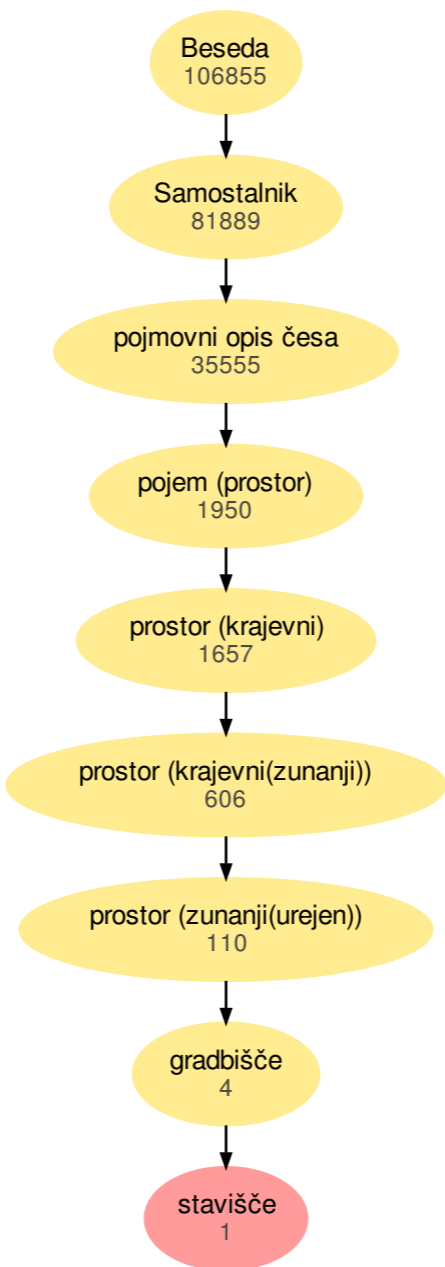 Beseda
106855
Samostalnik
81889
pojmovni opis česa
35555
pojem (prostor)
1950
prostor (krajevni)
1657
prostor (krajevni(zunanji))
606
prostor (zunanji(urejen))
110
gradbišče
4
stavišče
1